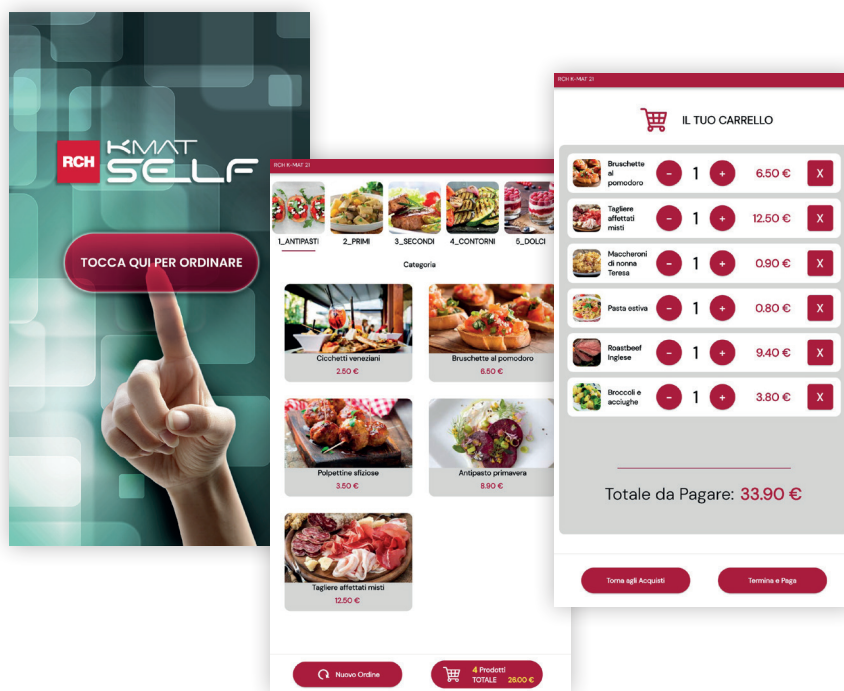 RCH KMAT
SELF
TOCCA QUI PER ORDINARE
RCH K-MAT 21
1_ANTIPASTI 2_PRIMI 3_SECONDI 4_CONTORNI 5_DOLCI
Categoria
Cicchetti veneziani
2.50 €
Bruschette al pomodoro
6.50 €
Polpettine sfiziose
3.50 €
Antipasto primavera
8.90 €
Tagliere affettati misti
12.50 €
Nuovo Ordine
4 Prodotti
TOTALE 26.00 €
RCH K-MAT 21
IL TUO CARRELLO
Bruschette
al
pomodoro
- 1 + 6.50 € X
Tagliere
affettati
misti
- 1 + 12.50 € X
Maccheroni
di nonna
Teresa
- 1 + 0.90 € X
Pasta estiva - 1 + 0.80 € X
Roastbeef
Inglese
- 1 + 9.40 € X
Broccoli e
acciughe
- 1 + 3.80 € X
Totale da Pagare: 33.90 €
Torna agli Acquisti
Termina e Paga